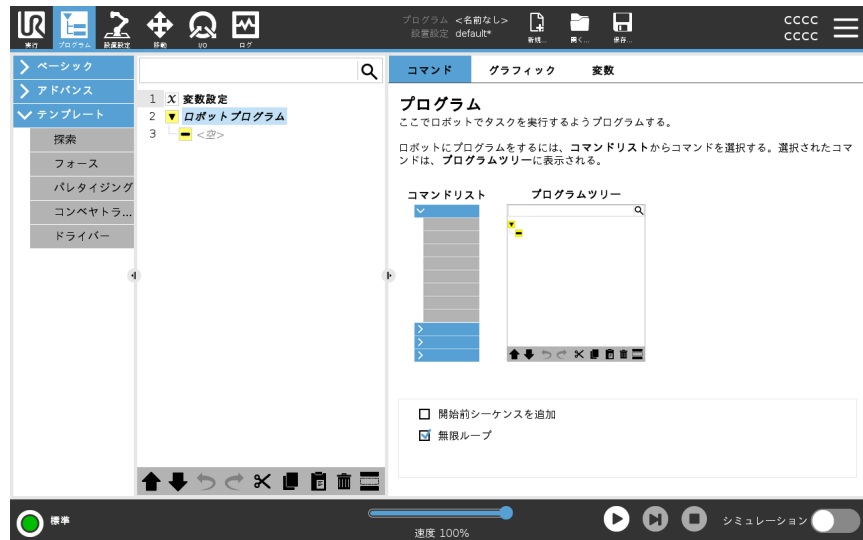 UR
プログラム <名前なし>
設置設定 default*
cccc
cccc
実行 プログラム 設置設定 移動 I/O ログ
新規... 開く... 保存...
ベーシック
アドバンス
テンプレート
探索
フォース
パレタイジング
コンベヤトラ...
ドライバー
1 X 変数設定
2 ロボットプログラム
3 <空>
コマンド グラフィック 変数
プログラム
ここでロボットでタスクを実行するようプログラムする。
ロボットにプログラムをするには、コマンドリストからコマンドを選択する。選択されたコマ
ンドは、プログラムツリーに表示される。
コマンドリスト プログラムツリー
開始前シーケンスを追加
無限ループ
標準
速度 100%
シミュレーション